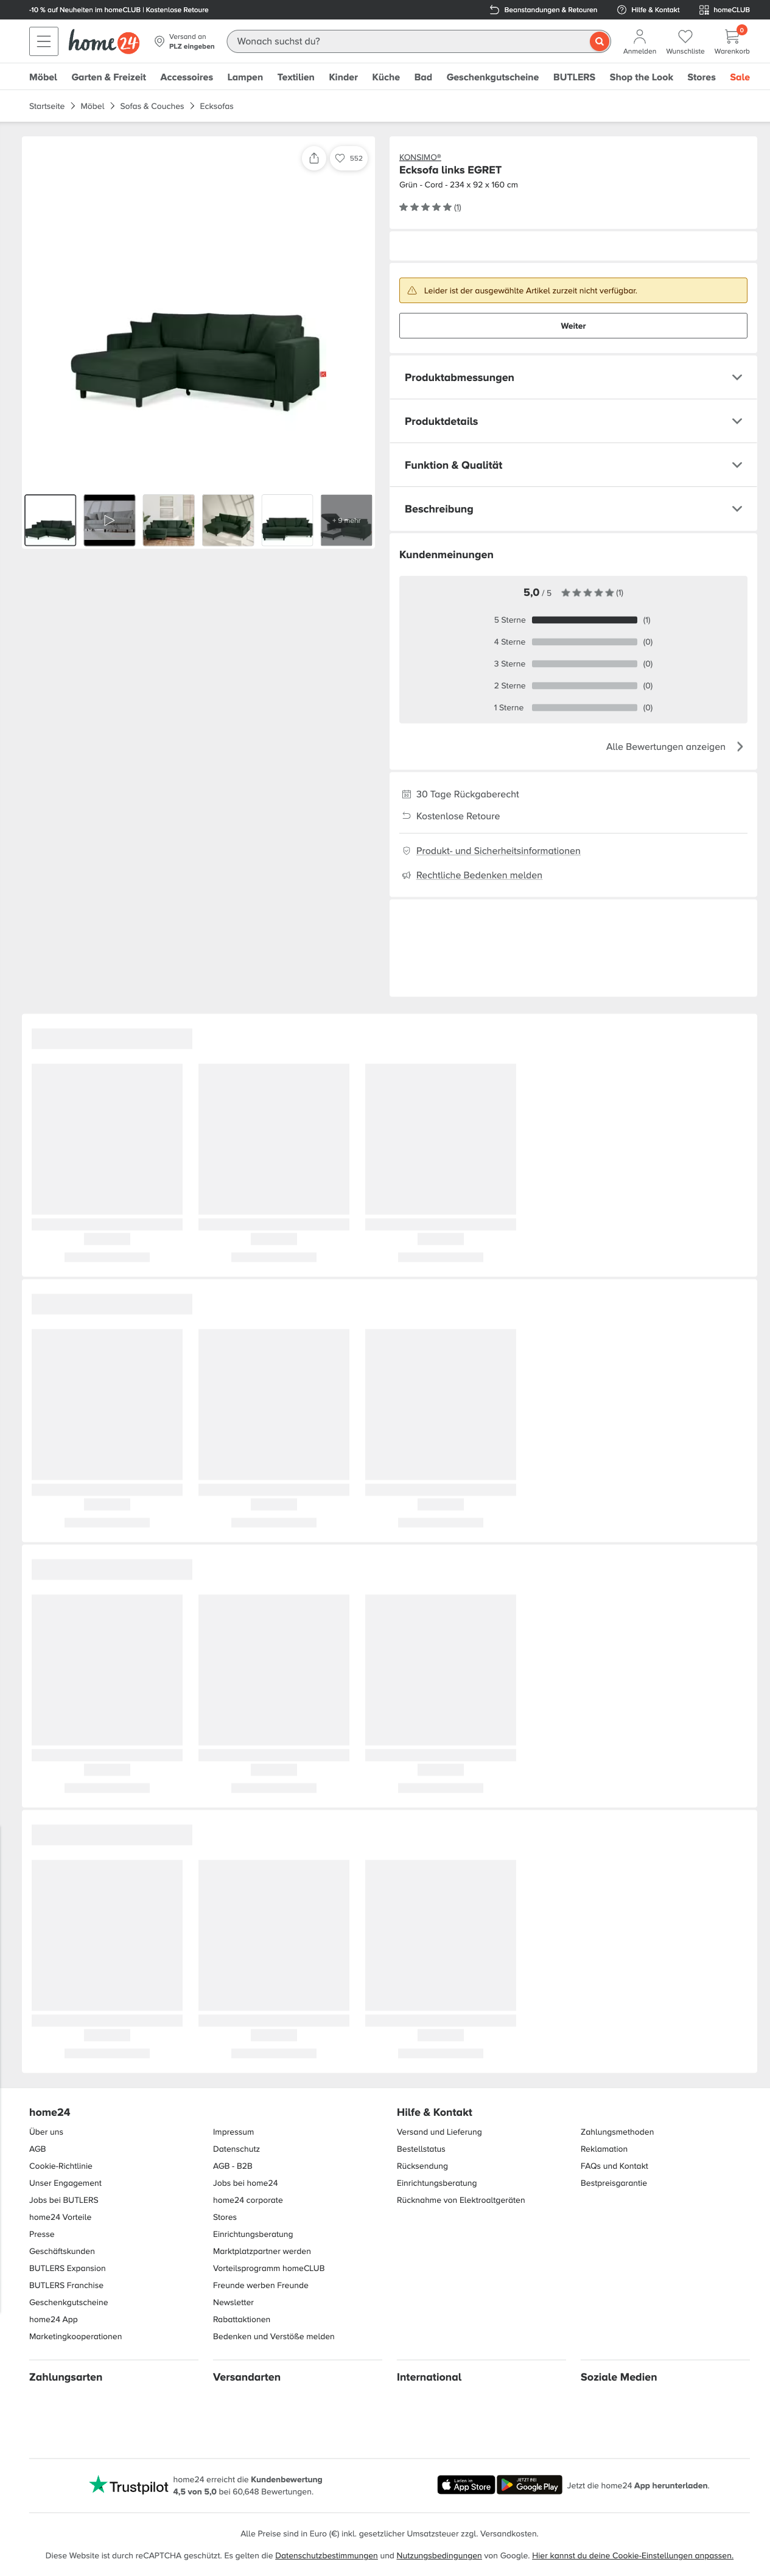 -10 % auf Neuheiten im homeCLUB | Kostenlose Retoure
Beanstandungen & Retouren
Hilfe & Kontakt
homeCLUB
home24
Versand an
PLZ eingeben
Wonach suchst du?
Anmelden
Wunschliste
0
Warenkorb
Möbel Garten & Freizeit Accessoires Lampen Textilien Kinder Küche Bad Geschenkgutscheine BUTLERS Shop the Look Stores Sale
Startseite > Möbel > Sofas & Couches > Ecksofas
552
+ 9 mehr
KONSIMO®
Ecksofa links EGRET
Grün - Cord - 234 x 92 x 160 cm
(1)
Leider ist der ausgewählte Artikel zurzeit nicht verfügbar.
Weiter
Produktabmessungen
Produktdetails
Funktion & Qualität
Beschreibung
Kundenmeinungen
5,0 / 5 (1)
5 Sterne (1)
4 Sterne (0)
3 Sterne (0)
2 Sterne (0)
1 Sterne (0)
Alle Bewertungen anzeigen
30 Tage Rückgaberecht
Kostenlose Retoure
Produkt- und Sicherheitsinformationen
Rechtliche Bedenken melden
home24
Über uns
AGB
Cookie-Richtlinie
Unser Engagement
Jobs bei BUTLERS
home24 Vorteile
Presse
Geschäftskunden
BUTLERS Expansion
BUTLERS Franchise
Geschenkgutscheine
home24 App
Marketingkooperationen
Impressum
Datenschutz
AGB - B2B
Jobs bei home24
home24 corporate
Stores
Einrichtungsberatung
Marktplatzpartner werden
Vorteilsprogramm homeCLUB
Freunde werben Freunde
Newsletter
Rabattaktionen
Bedenken und Verstöße melden
Hilfe & Kontakt
Versand und Lieferung
Bestellstatus
Rücksendung
Einrichtungsberatung
Rücknahme von Elektroaltgeräten
Zahlungsmethoden
Reklamation
FAQs und Kontakt
Bestpreisgarantie
Zahlungsarten
Versandarten
International
Soziale Medien
Trustpilot
home24 erreicht die Kundenbewertung
4,5 von 5,0 bei 60,648 Bewertungen.
Laden im
App Store
JETZT BEI
Google Play
Jetzt die home24 App herunterladen.
Alle Preise sind in Euro (€) inkl. gesetzlicher Umsatzsteuer zzgl. Versandkosten.
Diese Website ist durch reCAPTCHA geschützt. Es gelten die Datenschutzbestimmungen und Nutzungsbedingungen von Google. Hier kannst du deine Cookie-Einstellungen anpassen.